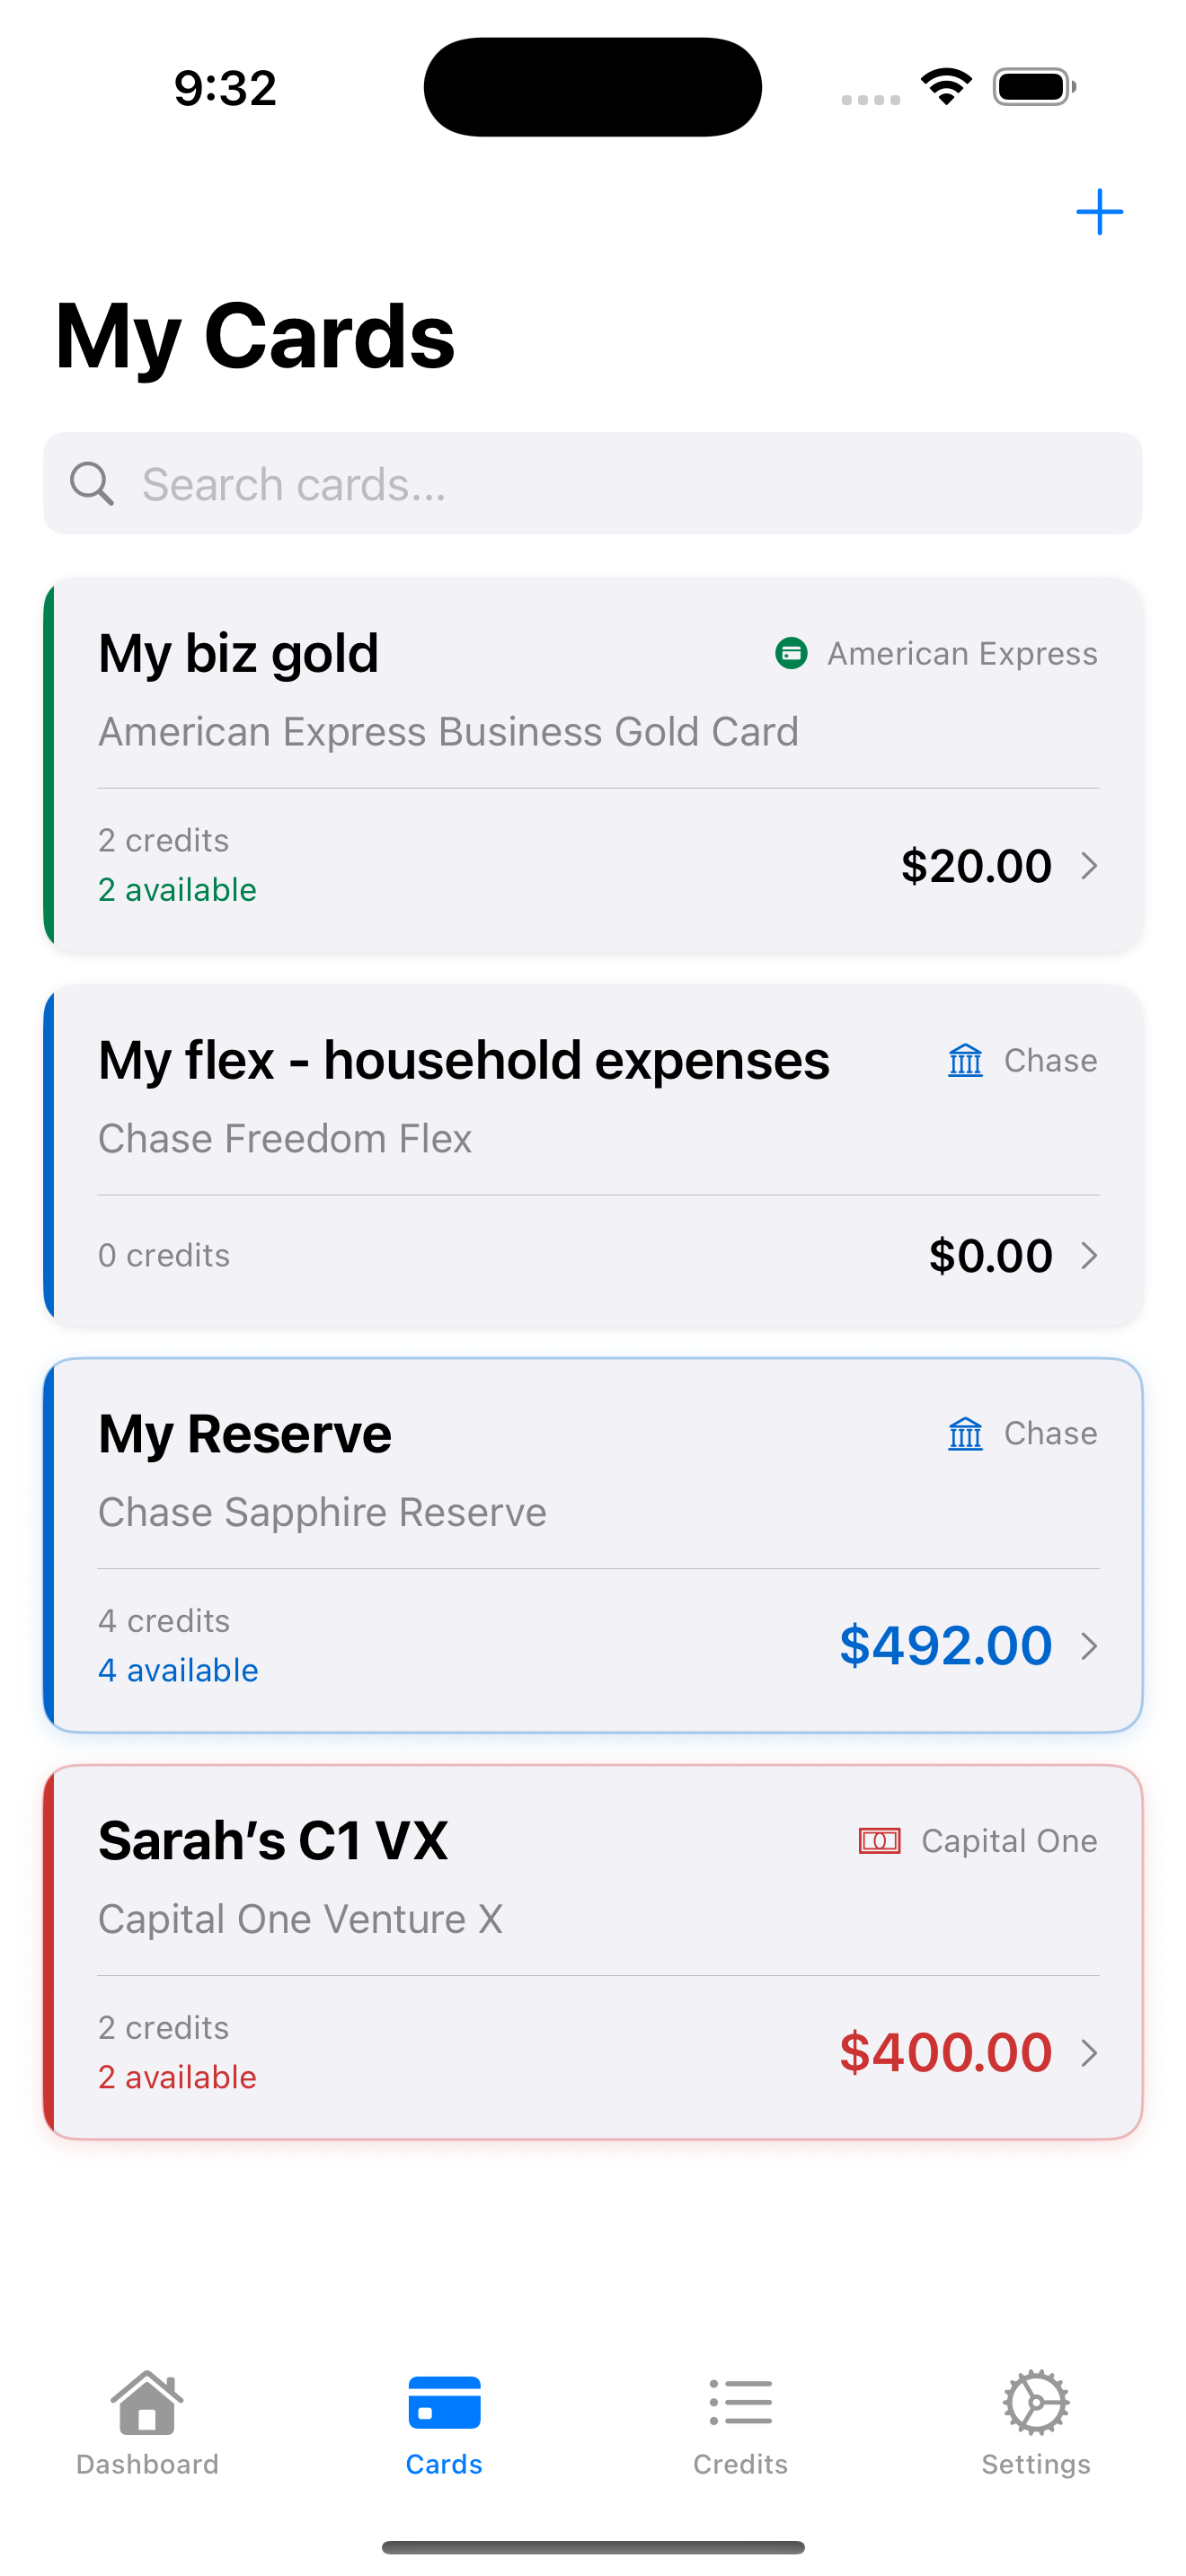 9:32
My Cards
Search cards...
My biz gold
American Express
American Express Business Gold Card
2 credits
2 available
$20.00
My flex - household expenses
Chase
Chase Freedom Flex
0 credits
$0.00
My Reserve
Chase
Chase Sapphire Reserve
4 credits
4 available
$492.00
Sarah’s C1 VX
Capital One
Capital One Venture X
2 credits
2 available
$400.00
Dashboard
Cards
Credits
Settings